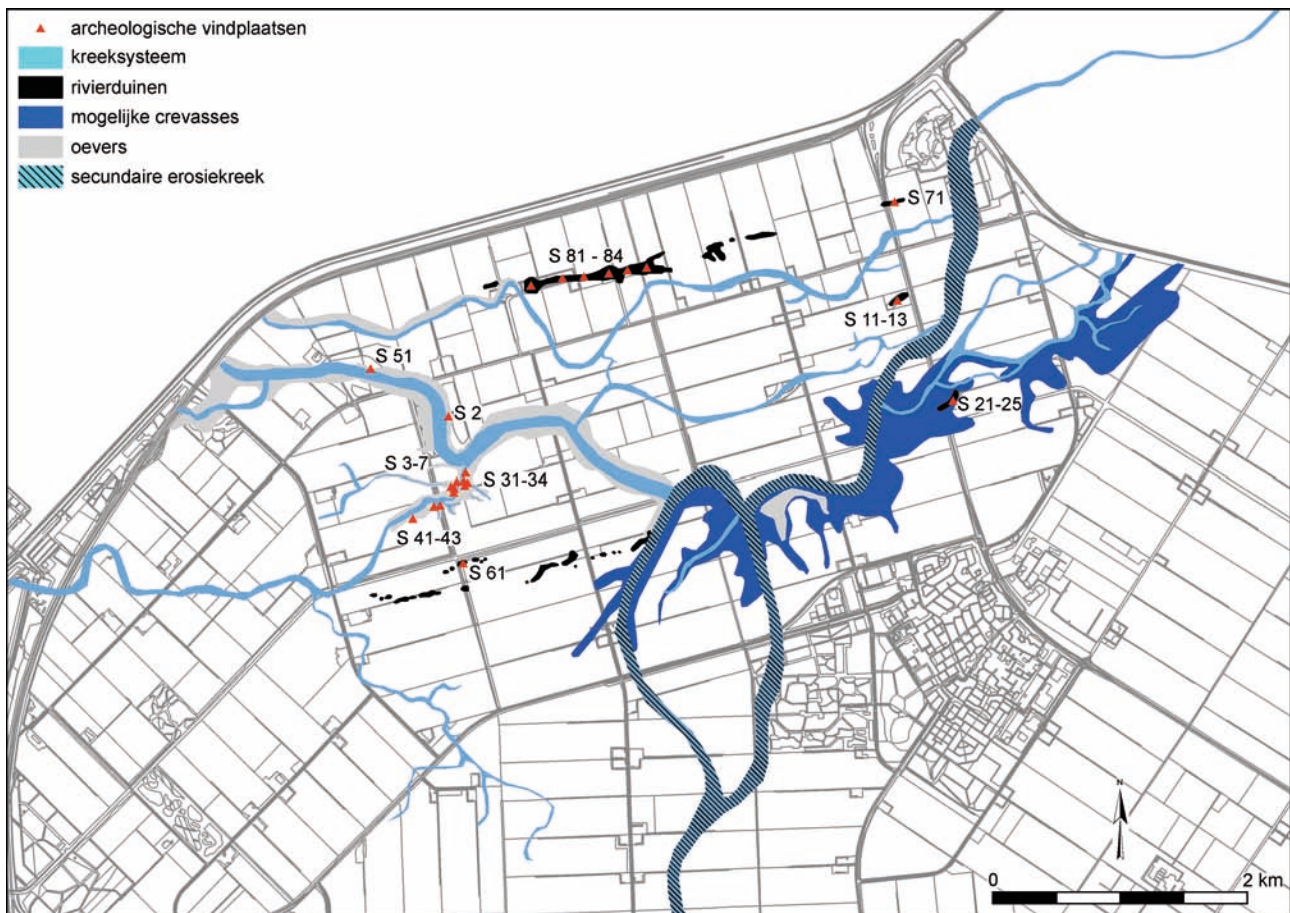 archeologische vindplaatsen
kreeksysteem
rivierduinen
mogelijke crevasses
oevers
secundaire erosiekreek
S 71
S 81 - 84
S 11-13
S 51
S 2
S 21-25
S 3-7
S 31-34
S 41-43
S 61
N
0
2 km